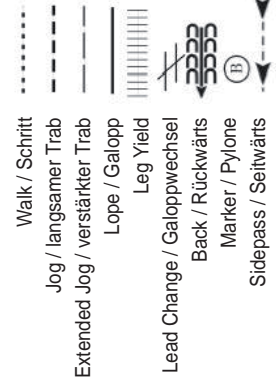 Walk / Schritt
Jog / langsamer Trab
Extended Jog / verstärkter Trab
Lope / Galopp
Leg Yield
Lead Change / Galoppwechsel
Back / Rückwärts
Marker / Pylone
B
Sidepass / Seitwärts